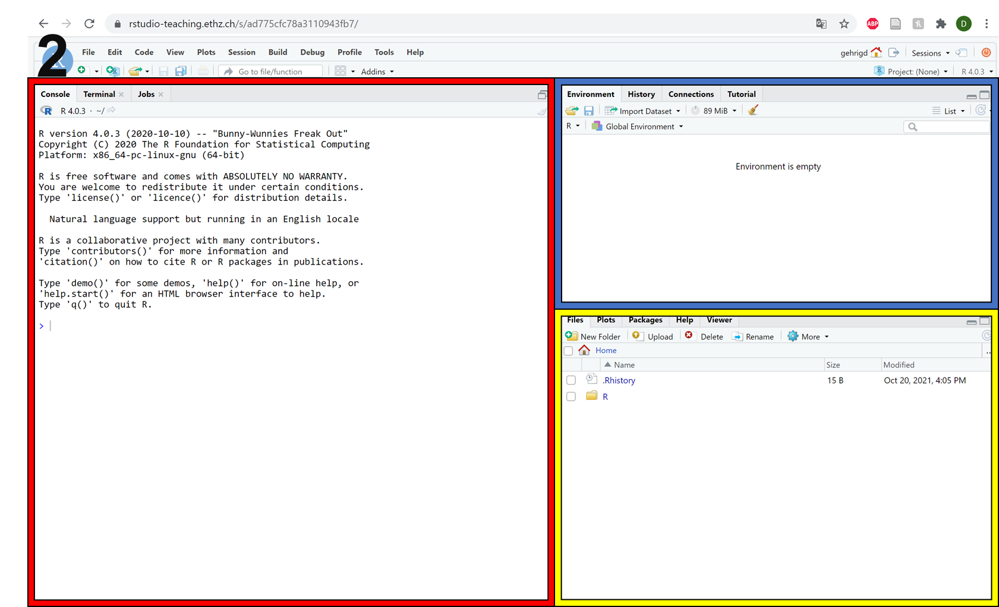 rstudio-teaching.ethz.ch/s/ad775cfc78a3110943fb7/
ABP
D
2
File Edit Code View Plots Session Build Debug Profile Tools Help
gehrigd Sessions
Go to file/function Addins
Project: (None) R 4.0.3
Console Terminal Jobs
R 4.0.3 · ~/
R version 4.0.3 (2020-10-10) -- "Bunny-Wunnies Freak Out"
Copyright (C) 2020 The R Foundation for Statistical Computing
Platform: x86_64-pc-linux-gnu (64-bit)
R is free software and comes with ABSOLUTELY NO WARRANTY.
You are welcome to redistribute it under certain conditions.
Type 'license()' or 'licence()' for distribution details.
Natural language support but running in an English locale
R is a collaborative project with many contributors.
Type 'contributors()' for more information and
'citation()' on how to cite R or R packages in publications.
Type 'demo()' for some demos, 'help()' for on-line help, or
'help.start()' for an HTML browser interface to help.
Type 'q()' to quit R.
>
Environment History Connections Tutorial
Import Dataset 89 MiB List
R Global Environment
Environment is empty
Files Plots Packages Help Viewer
New Folder Upload Delete Rename More
Home ..
Name Size Modified
.Rhistory 15 B Oct 20, 2021, 4:05 PM
R